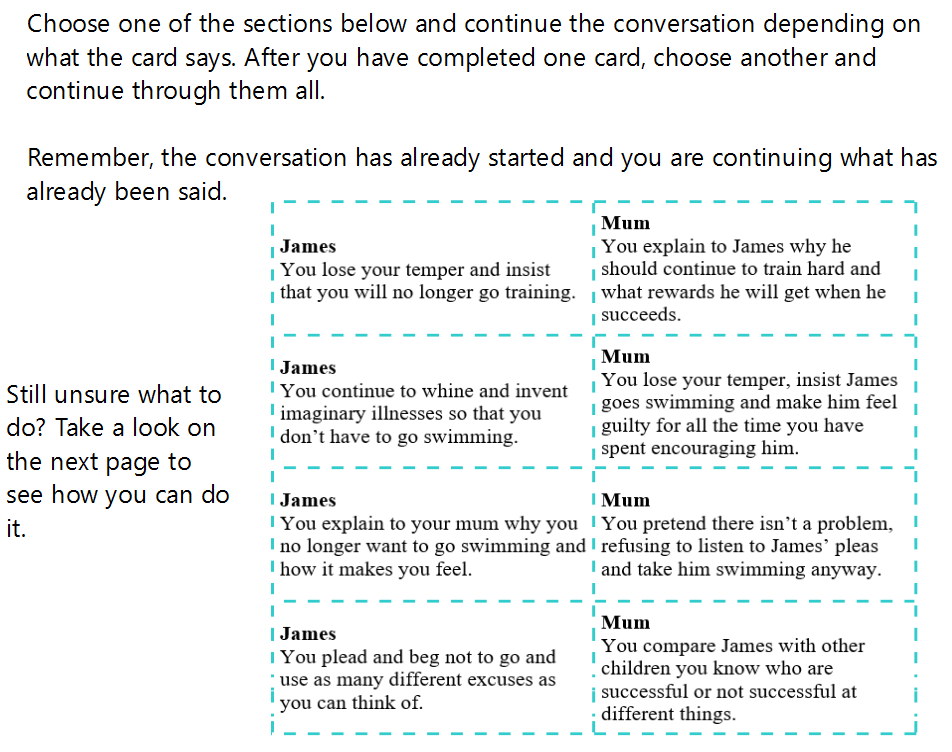 Choose one of the sections below and continue the conversation depending on
what the card says. After you have completed one card, choose another and
continue through them all.
Remember, the conversation has already started and you are continuing what has
already been said.
James
You lose your temper and insist
that you will no longer go training.
Mum
You explain to James why he
should continue to train hard and
what rewards he will get when he
succeeds.
James
You continue to whine and invent
imaginary illnesses so that you
don’t have to go swimming.
Mum
You lose your temper, insist James
goes swimming and make him feel
guilty for all the time you have
spent encouraging him.
Still unsure what to
do? Take a look on
the next page to
see how you can do
it.
James
You explain to your mum why you
no longer want to go swimming and
how it makes you feel.
Mum
You pretend there isn’t a problem,
refusing to listen to James’ pleas
and take him swimming anyway.
James
You plead and beg not to go and
use as many different excuses as
you can think of.
Mum
You compare James with other
children you know who are
successful or not successful at
different things.